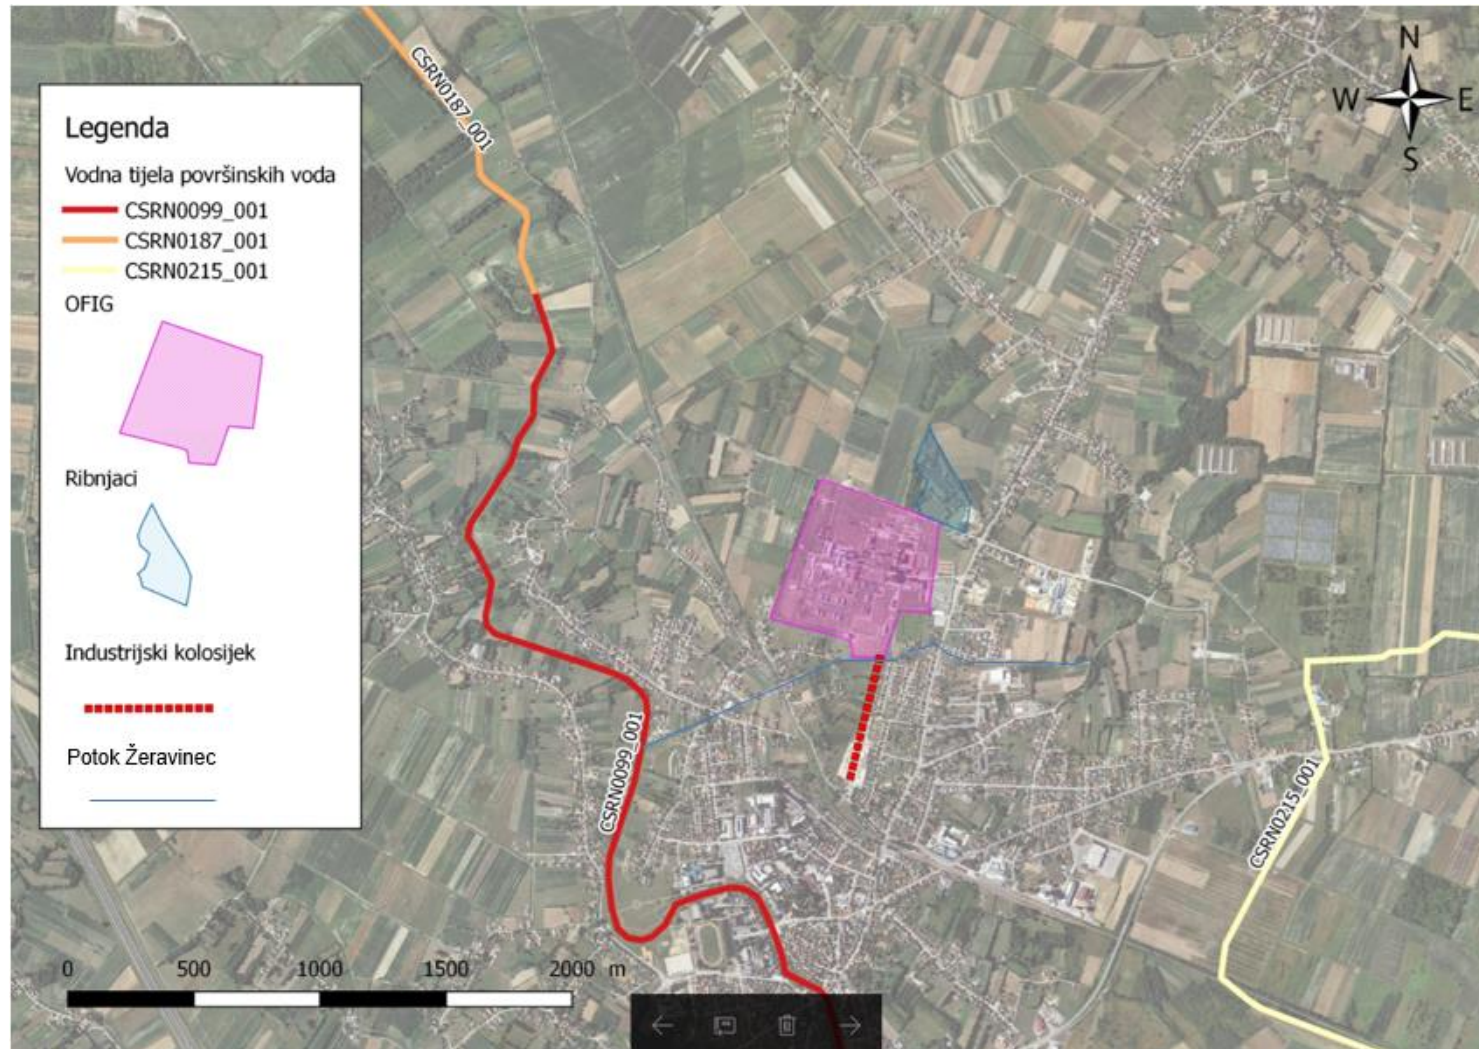 CSRN0187_001
N
W
E
S
Legenda
Vodna tijela površinskih voda
CSRN0099_001
CSRN0187_001
CSRN0215_001
OFIG
Ribnjaci
Industrijski kolosijek
Potok Žeravinec
CSRN0099_001
CSRN0215_001
0 500 1000 1500 2000 m